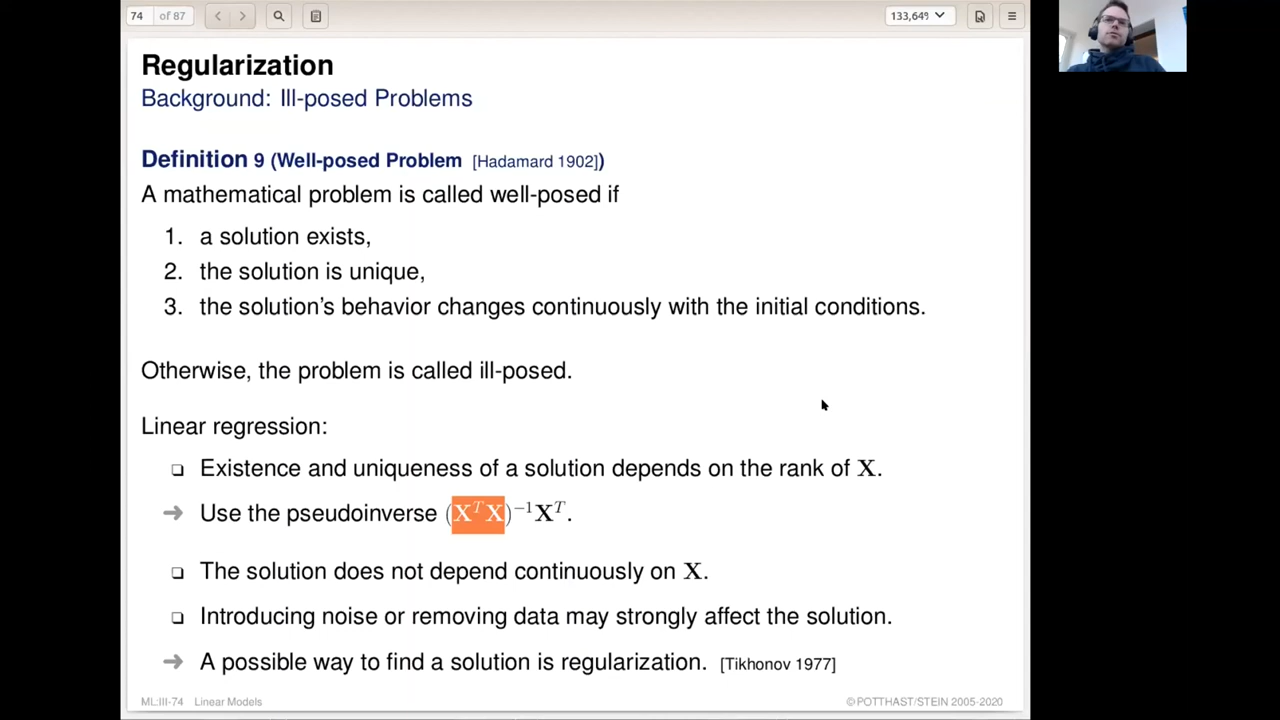 74 of 87
133,64%
Regularization
Background: Ill-posed Problems
Definition 9 (Well-posed Problem [Hadamard 1902])
A mathematical problem is called well-posed if
1. a solution exists,
2. the solution is unique,
3. the solution's behavior changes continuously with the initial conditions.
Otherwise, the problem is called ill-posed.
Linear regression:
❏ Existence and uniqueness of a solution depends on the rank of X.
➜ Use the pseudoinverse (XᵀX)⁻¹Xᵀ.
❏ The solution does not depend continuously on X.
❏ Introducing noise or removing data may strongly affect the solution.
➜ A possible way to find a solution is regularization. [Tikhonov 1977]
ML:III-74 Linear Models
© POTTHAST/STEIN 2005-2020